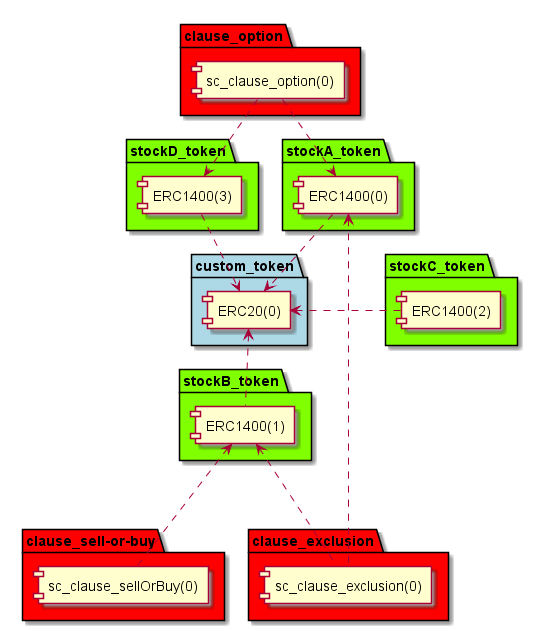 clause_option
sc_clause_option(0)
stockD_token
stockA_token
ERC1400(3)
ERC1400(0)
custom_token
stockC_token
ERC20(0)
ERC1400(2)
stockB_token
ERC1400(1)
clause_sell-or-buy
clause_exclusion
sc_clause_sellOrBuy(0)
sc_clause_exclusion(0)